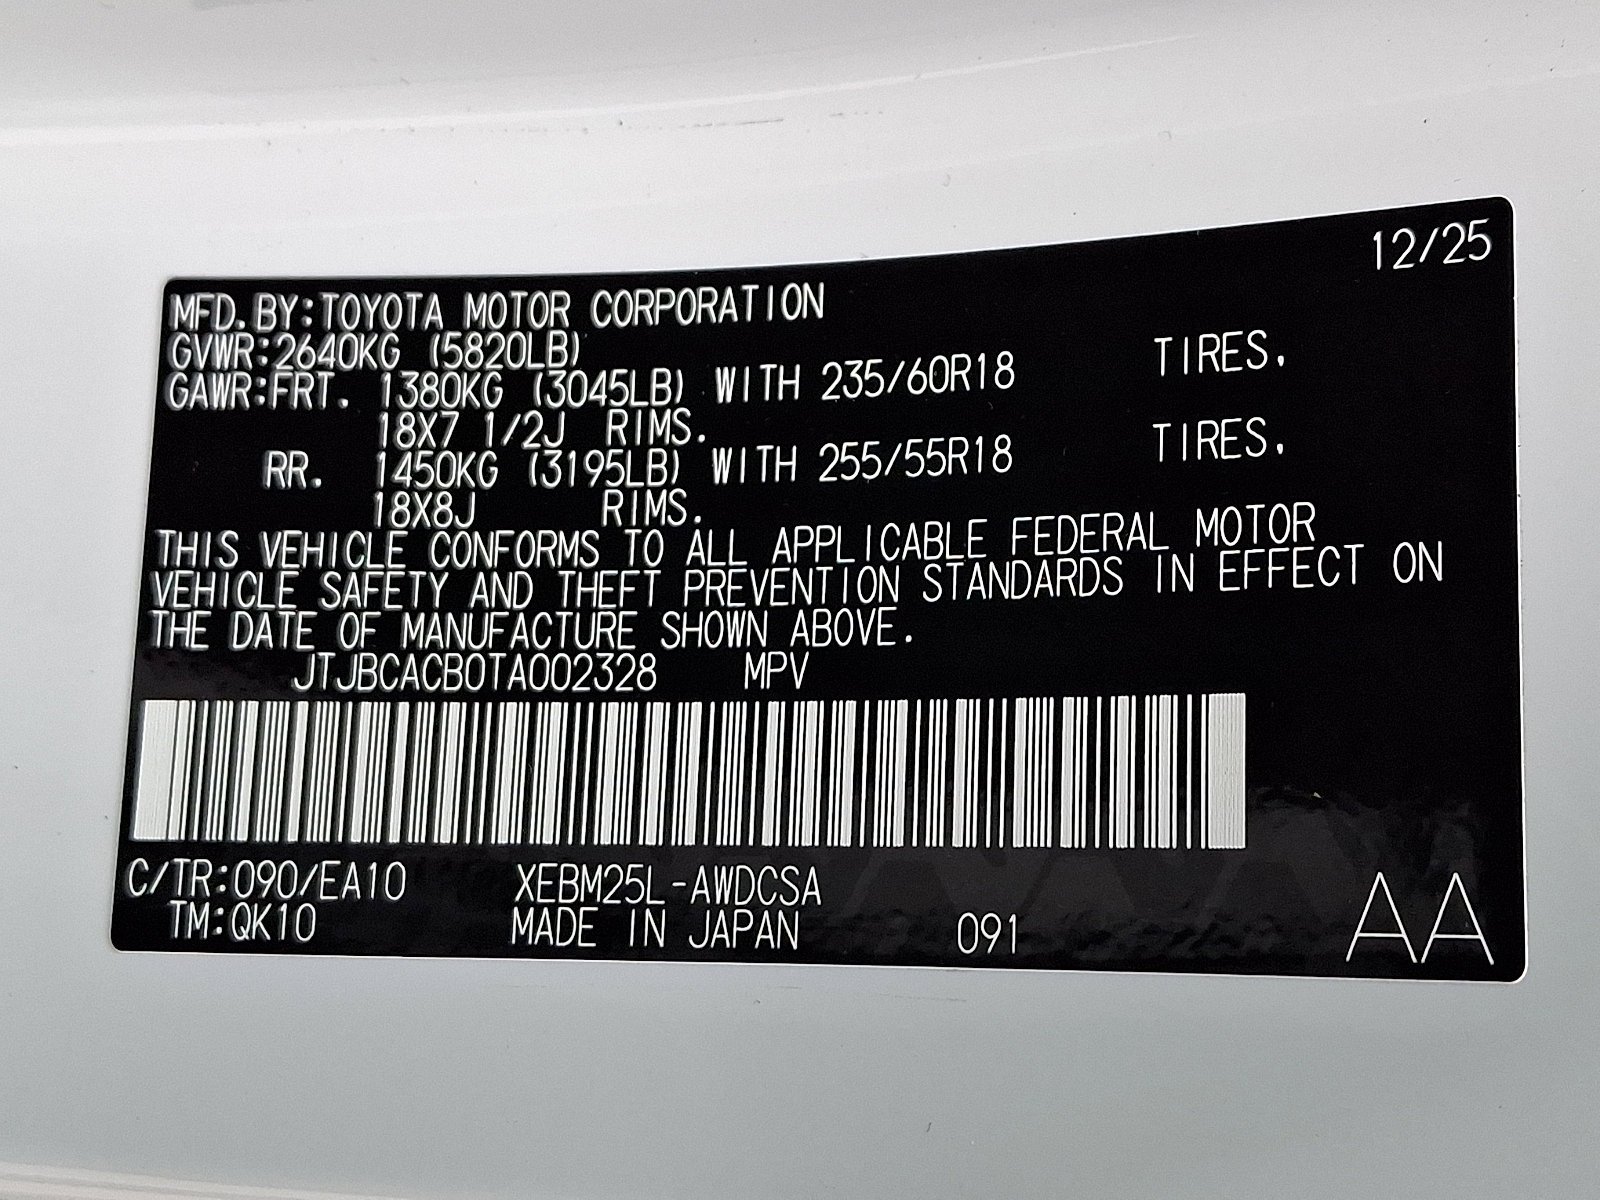 12/25
MFD.BY:TOYOTA MOTOR CORPORATION
GVWR:2640KG (5820LB)
GAWR:FRT. 1380KG (3045LB) WITH 235/60R18 TIRES.
18X7 1/2J RIMS.
RR. 1450KG (3195LB) WITH 255/55R18 TIRES.
18X8J RIMS.
THIS VEHICLE CONFORMS TO ALL APPLICABLE FEDERAL MOTOR
VEHICLE SAFETY AND THEFT PREVENTION STANDARDS IN EFFECT ON
THE DATE OF MANUFACTURE SHOWN ABOVE.
JTJBCACB0TA002328 MPV
C/TR:090/EA10 XEBM25L-AWDCSA
TM:QK10 MADE IN JAPAN 091 AA